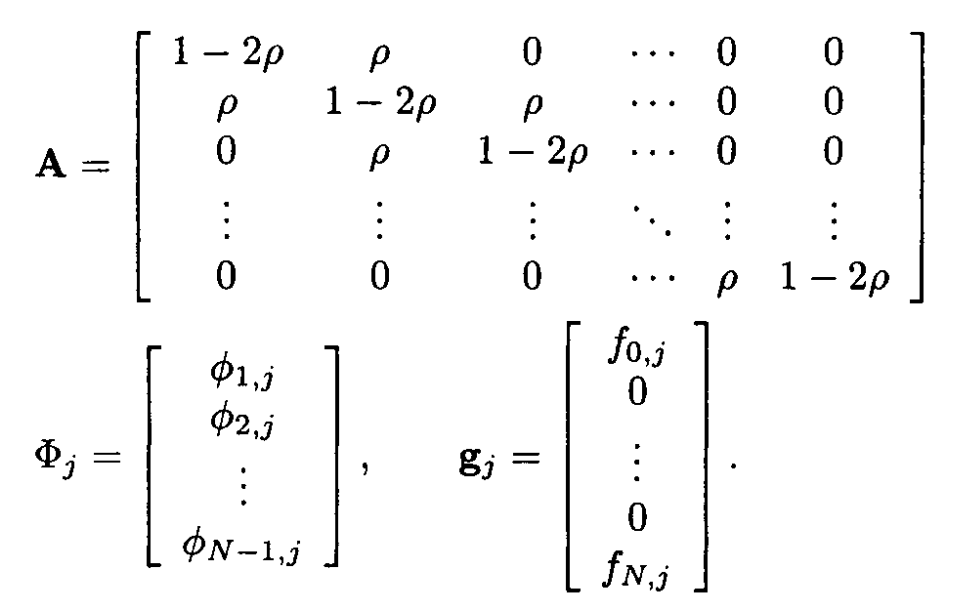 A = [ 1 − 2ρ ρ 0 ⋯ 0 0
ρ 1 − 2ρ ρ ⋯ 0 0
0 ρ 1 − 2ρ ⋯ 0 0
⋮ ⋮ ⋮ ⋱ ⋮ ⋮
0 0 0 ⋯ ρ 1 − 2ρ ]
Φ_j = [ ϕ_{1,j}
ϕ_{2,j}
⋮
ϕ_{N−1,j} ] ,
g_j = [ f_{0,j}
0
⋮
0
f_{N,j} ] .